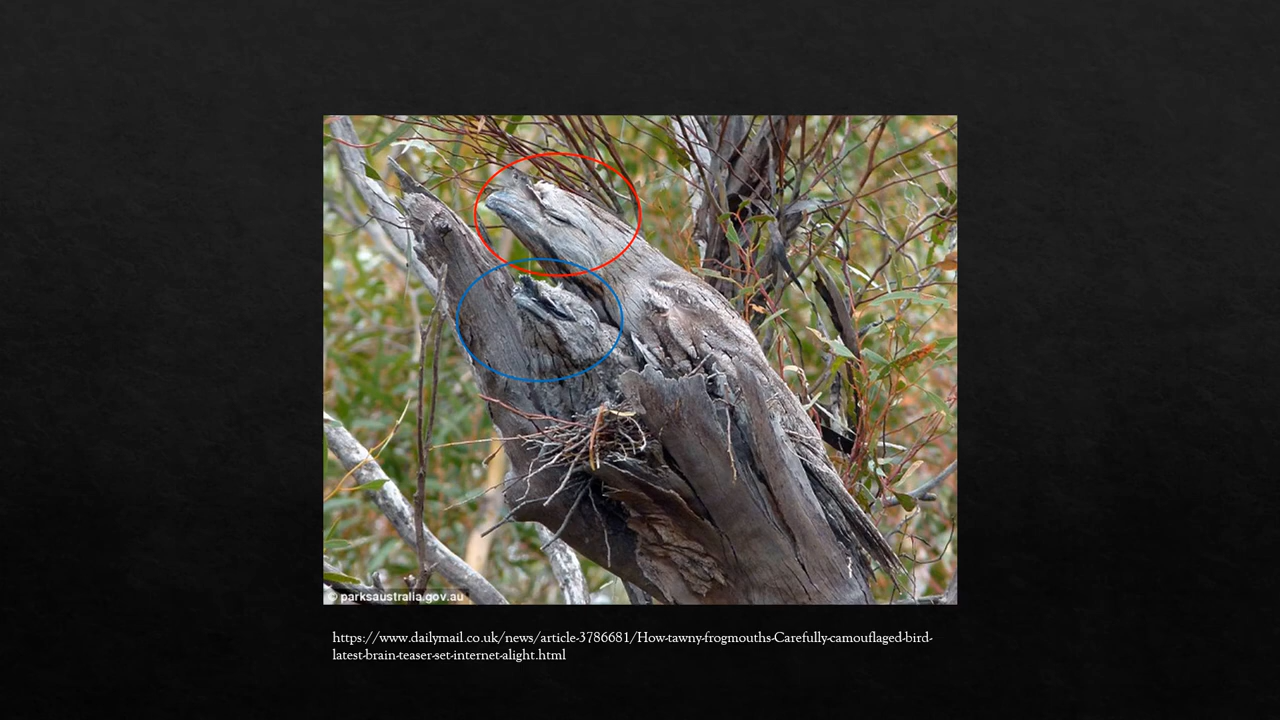 © parksaustralia.gov.au
https://www.dailymail.co.uk/news/article-3786681/How-tawny-frogmouths-Carefully-camouflaged-bird-
latest-brain-teaser-set-internet-alight.html